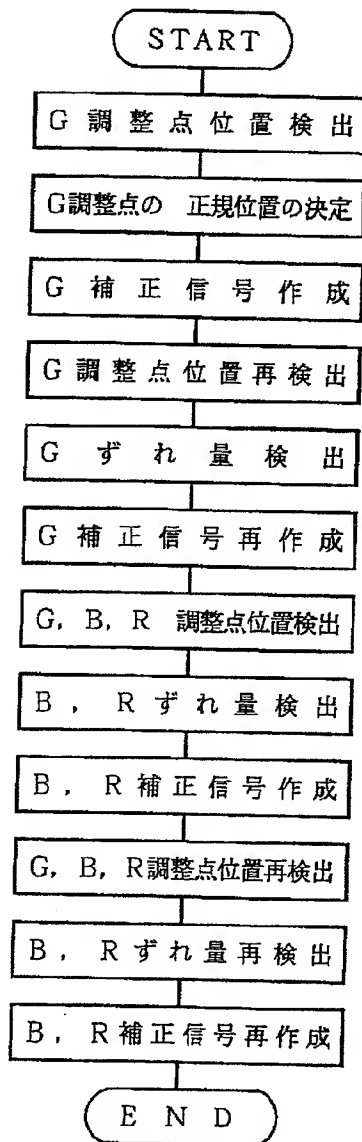 START
G調整点位置検出
G調整点の 正規位置の決定
G補正信号作成
G調整点位置再検出
Gずれ量検出
G補正信号再作成
G, B, R 調整点位置検出
B, Rずれ量検出
B, R補正信号作成
G, B, R調整点位置再検出
B, Rずれ量再検出
B, R補正信号再作成
END